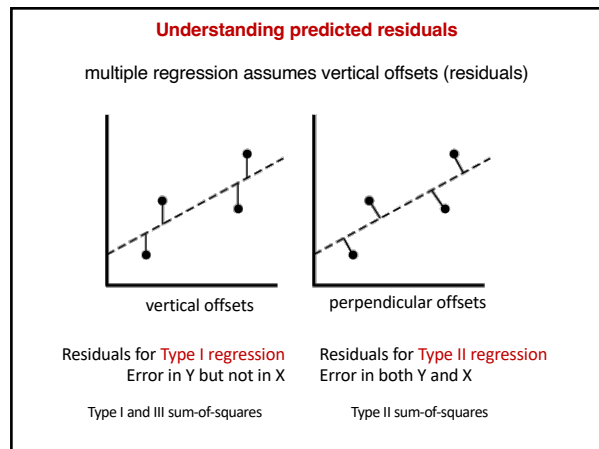 Understanding predicted residuals
multiple regression assumes vertical offsets (residuals)
vertical offsets
perpendicular offsets
Residuals for Type I regression
Error in Y but not in X
Type I and III sum-of-squares
Residuals for Type II regression
Error in both Y and X
Type II sum-of-squares